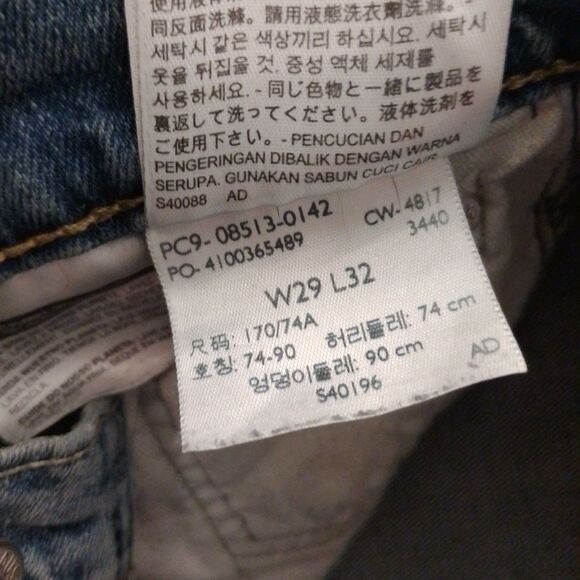 使用液體洗
同反面洗滌。請用液態洗衣劑洗滌。-
세탁시 같은 색상끼리 하십시오. 세탁시
옷을 뒤집을 것. 중성 액체 세제를
사용하세요. - 同じ色物と一緒に製品を
裏返して洗ってください。液体洗剤を
ご使用下さい。- PENCUCIAN DAN
PENGERINGAN DIBALIK DENGAN WARNA
SERUPA. GUNAKAN SABUN CUCI CAIR
S40088 AD
PC9- 08513-0142 CW- 4817
PO- 4100365489 3440
W29 L32
尺码: 170/74A 허리둘레: 74 cm
호칭: 74-90
엉덩이둘레: 90 cm AD
S40196